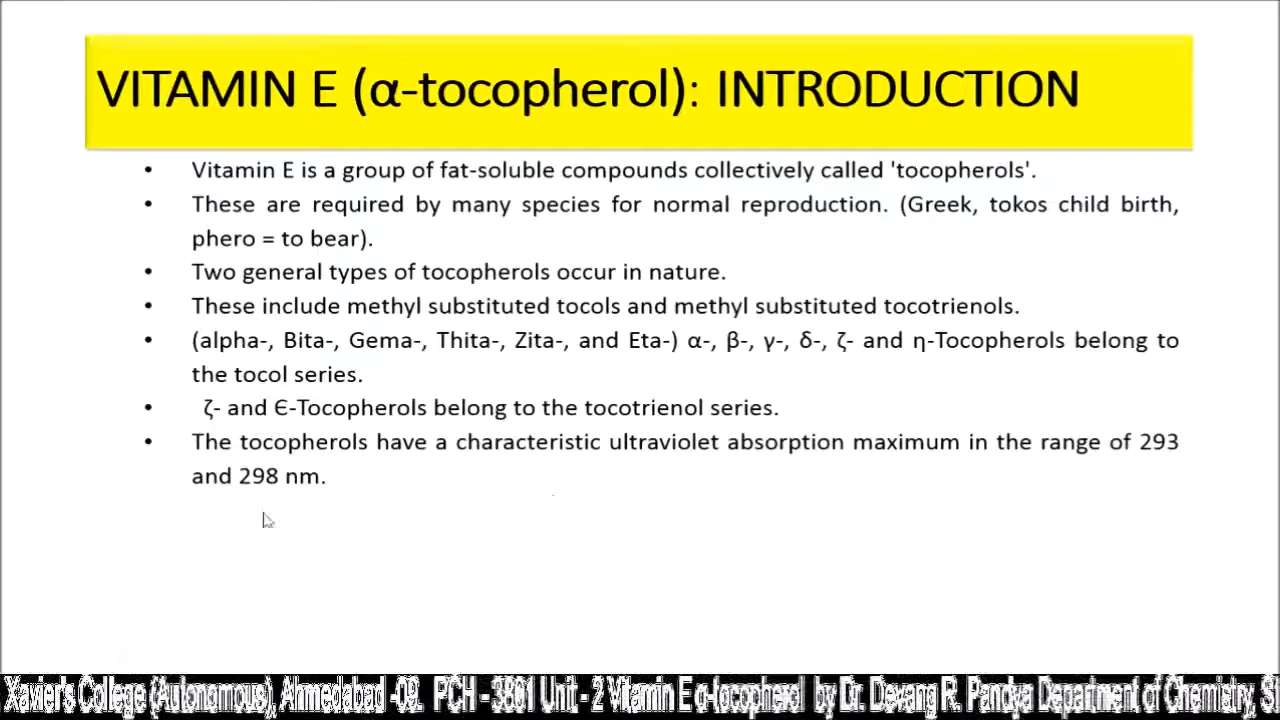 VITAMIN E (α-tocopherol): INTRODUCTION
• Vitamin E is a group of fat-soluble compounds collectively called 'tocopherols'.
• These are required by many species for normal reproduction. (Greek, tokos child birth,
phero = to bear).
• Two general types of tocopherols occur in nature.
• These include methyl substituted tocols and methyl substituted tocotrienols.
• (alpha-, Bita-, Gema-, Thita-, Zita-, and Eta-) α-, β-, γ-, δ-, ζ- and η-Tocopherols belong to
the tocol series.
• ζ- and Є-Tocopherols belong to the tocotrienol series.
• The tocopherols have a characteristic ultraviolet absorption maximum in the range of 293
and 298 nm.
Xavier's College (Autonomous), Ahmedabad -09. PCH - 3801 Unit - 2 Vitamin E α-tocopherol by Dr. Devang R. Pandya Department of Chemistry,